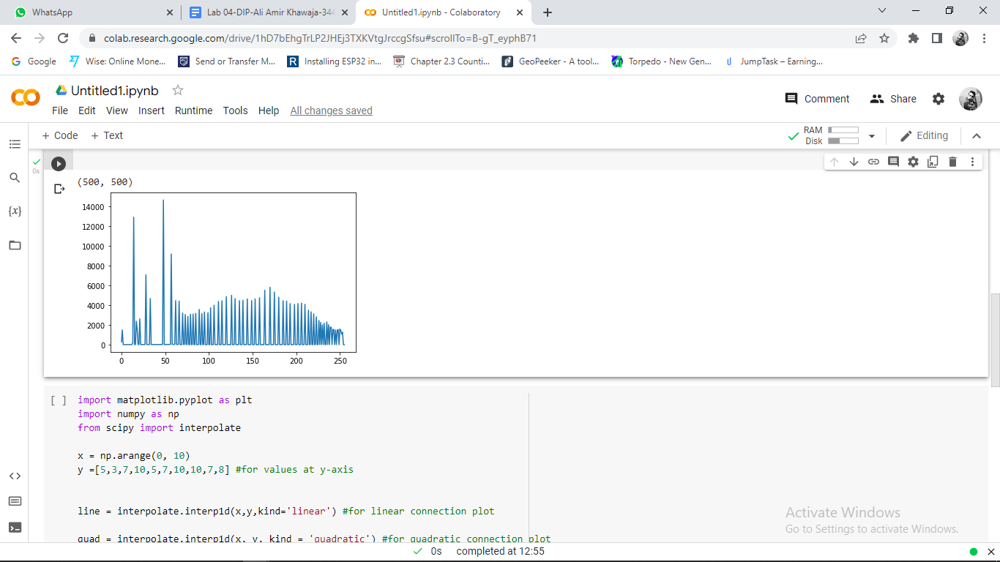 WhatsApp
Lab 04-DIP-Ali Amir Khawaja-344
Untitled1.ipynb - Colaboratory
colab.research.google.com/drive/1hD7bEhgTrLP2JHEj3TXKVtgJrccgSfsu#scrollTo=B-gT_eyphB71
Google
Wise: Online Mone...
Send or Transfer M...
R
Installing ESP32 in...
Chapter 2.3 Counti...
GeoPeeker - A tool...
Torpedo - New Gen...
JumpTask – Earning...
Untitled1.ipynb
Comment
Share
File Edit View Insert Runtime Tools Help All changes saved
+ Code + Text
RAM
Disk
Editing
0s
{x}
(500, 500)
14000
12000
10000
8000
6000
4000
2000
0
0 50 100 150 200 250
[ ] import matplotlib.pyplot as plt
import numpy as np
from scipy import interpolate
x = np.arange(0, 10)
y =[5,3,7,10,5,7,10,10,7,8] #for values at y-axis
line = interpolate.interp1d(x,y,kind='linear') #for linear connection plot
quad = interpolate.interp1d(x, y, kind = 'quadratic') #for quadratic connection plot
Activate Windows
Go to Settings to activate Windows.
0s completed at 12:55